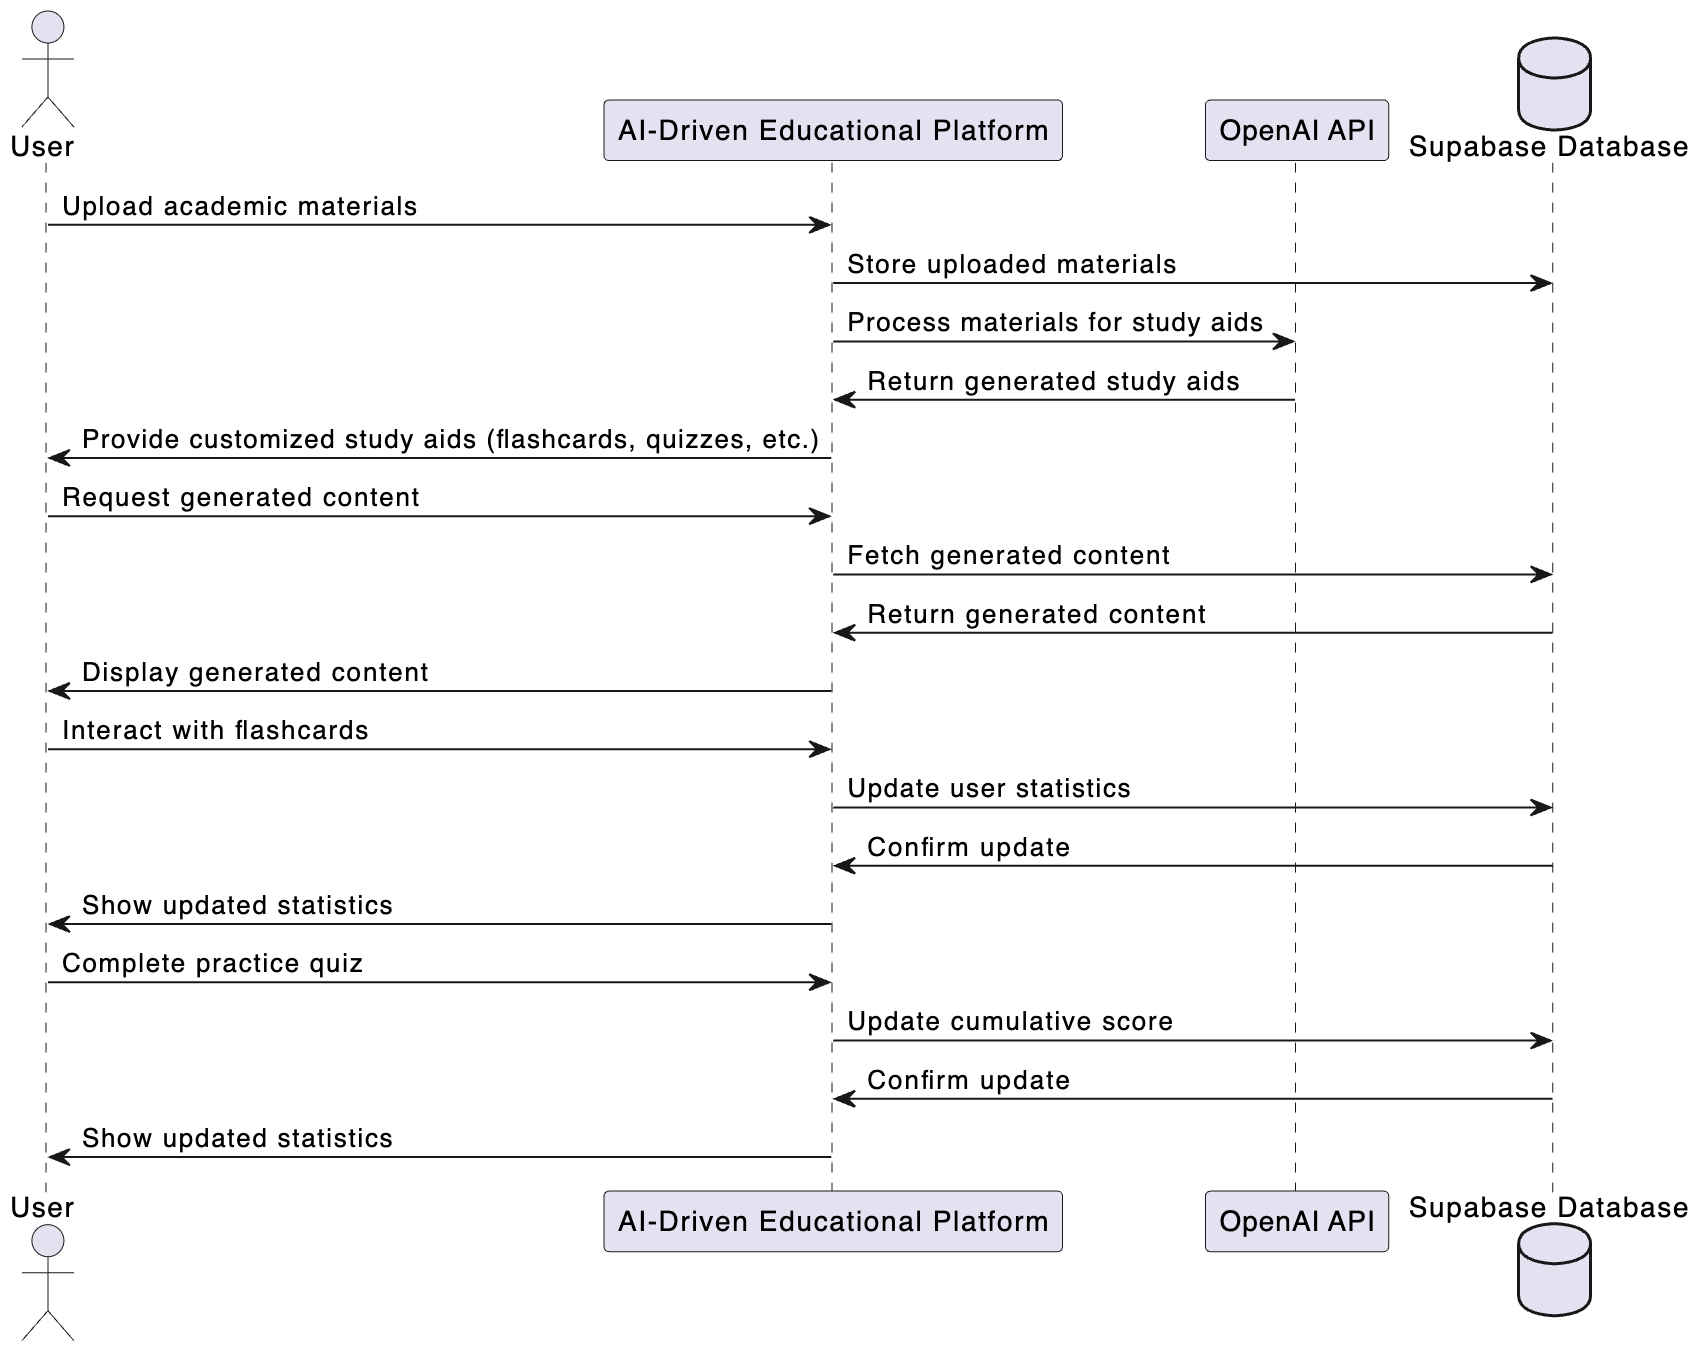 User
AI-Driven Educational Platform
OpenAI API
Supabase Database
Upload academic materials
Store uploaded materials
Process materials for study aids
Return generated study aids
Provide customized study aids (flashcards, quizzes, etc.)
Request generated content
Fetch generated content
Return generated content
Display generated content
Interact with flashcards
Update user statistics
Confirm update
Show updated statistics
Complete practice quiz
Update cumulative score
Confirm update
Show updated statistics
User
AI-Driven Educational Platform
OpenAI API
Supabase Database